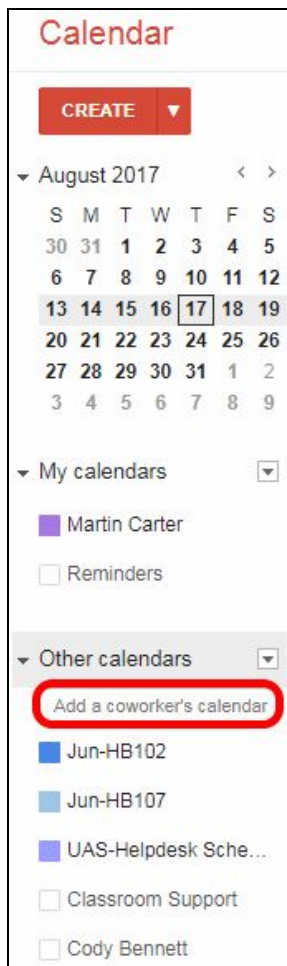 Calendar
CREATE
August 2017 < >
S M T W T F S
30 31 1 2 3 4 5
6 7 8 9 10 11 12
13 14 15 16 17 18 19
20 21 22 23 24 25 26
27 28 29 30 31 1 2
3 4 5 6 7 8 9
My calendars
Martin Carter
Reminders
Other calendars
Add a coworker's calendar
Jun-HB102
Jun-HB107
UAS-Helpdesk Sche...
Classroom Support
Cody Bennett